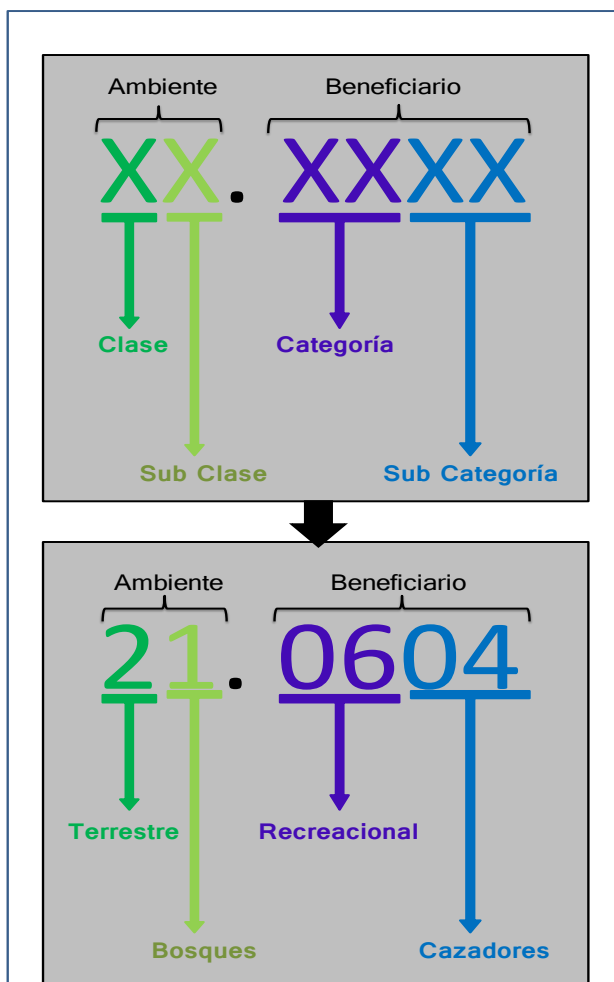 Ambiente Beneficiario
XX.XXXX
Clase Categoría
Sub Clase Sub Categoría
Ambiente Beneficiario
21.0604
Terrestre Recreacional
Bosques Cazadores